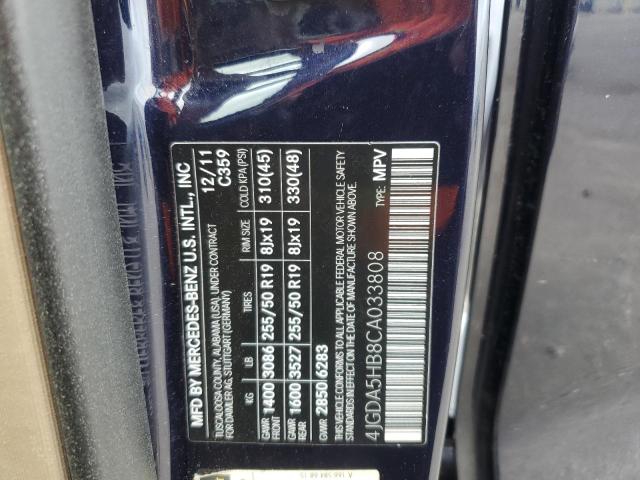 MFD BY MERCEDES-BENZ U.S. INTL., INC 12/11
TUSCALOOSA COUNTY, ALABAMA (USA), UNDER CONTRACT C359
FOR DAIMLER AG, STUTTGART (GERMANY)
KG LB TIRES RIM SIZE COLD KPA (PSI)
GAWR FRONT 1400 3086 255/50 R19 8Jx19 310(45)
GAWR REAR 1600 3527 255/50 R19 8Jx19 330(48)
GVWR 2850 6283
THIS VEHICLE CONFORMS TO ALL APPLICABLE FEDERAL MOTOR VEHICLE SAFETY
STANDARDS IN EFFECT ON THE DATE OF MANUFACTURE SHOWN ABOVE.
4JGDA5HB8CA033808 TYPE: MPV